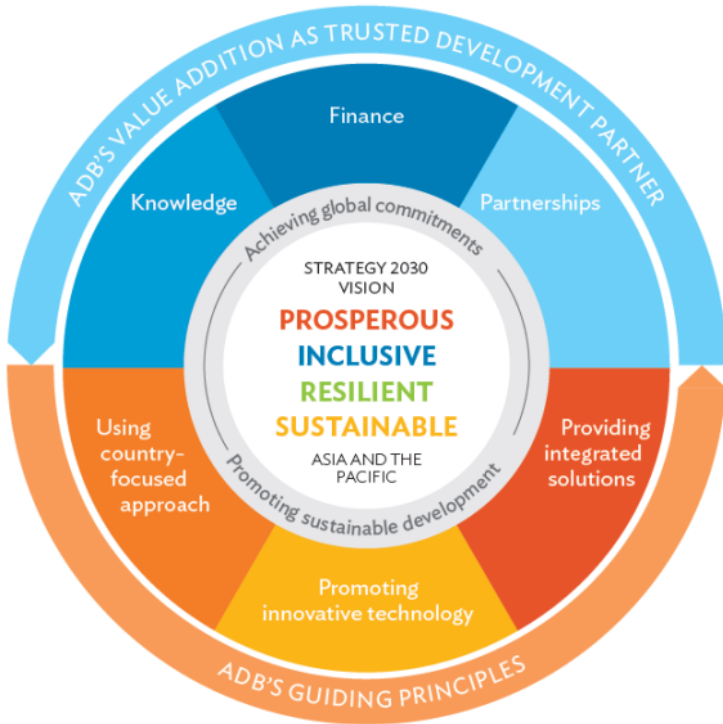 ADB'S VALUE ADDITION AS TRUSTED DEVELOPMENT PARTNER
Finance
Knowledge
Partnerships
Achieving global commitments
STRATEGY 2030
VISION
PROSPEROUS
INCLUSIVE
RESILIENT
SUSTAINABLE
ASIA AND THE
PACIFIC
Promoting sustainable development
Using
country-
focused
approach
Providing
integrated
solutions
Promoting
innovative technology
ADB'S GUIDING PRINCIPLES